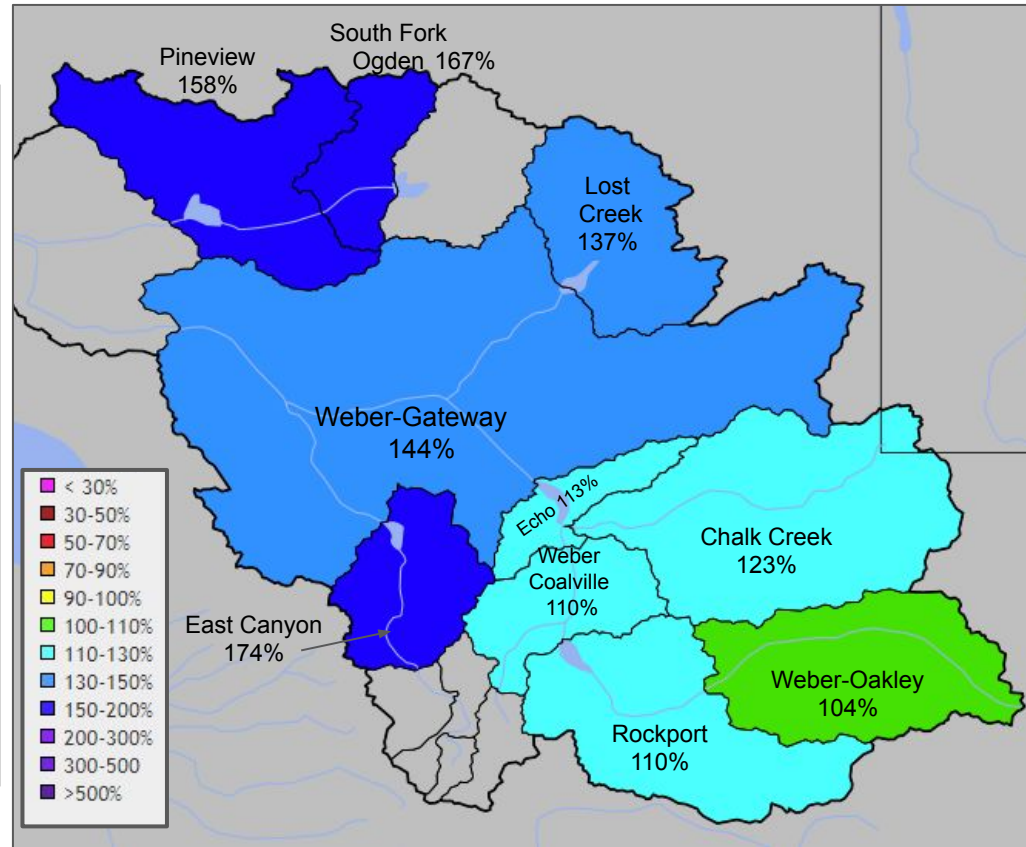 Pineview
158%
South Fork
Ogden 167%
Lost
Creek
137%
Weber-Gateway
144%
Echo 113%
Chalk Creek
123%
Weber
Coalville
110%
East Canyon
174%
Weber-Oakley
104%
Rockport
110%
< 30%
30-50%
50-70%
70-90%
90-100%
100-110%
110-130%
130-150%
150-200%
200-300%
300-500
>500%